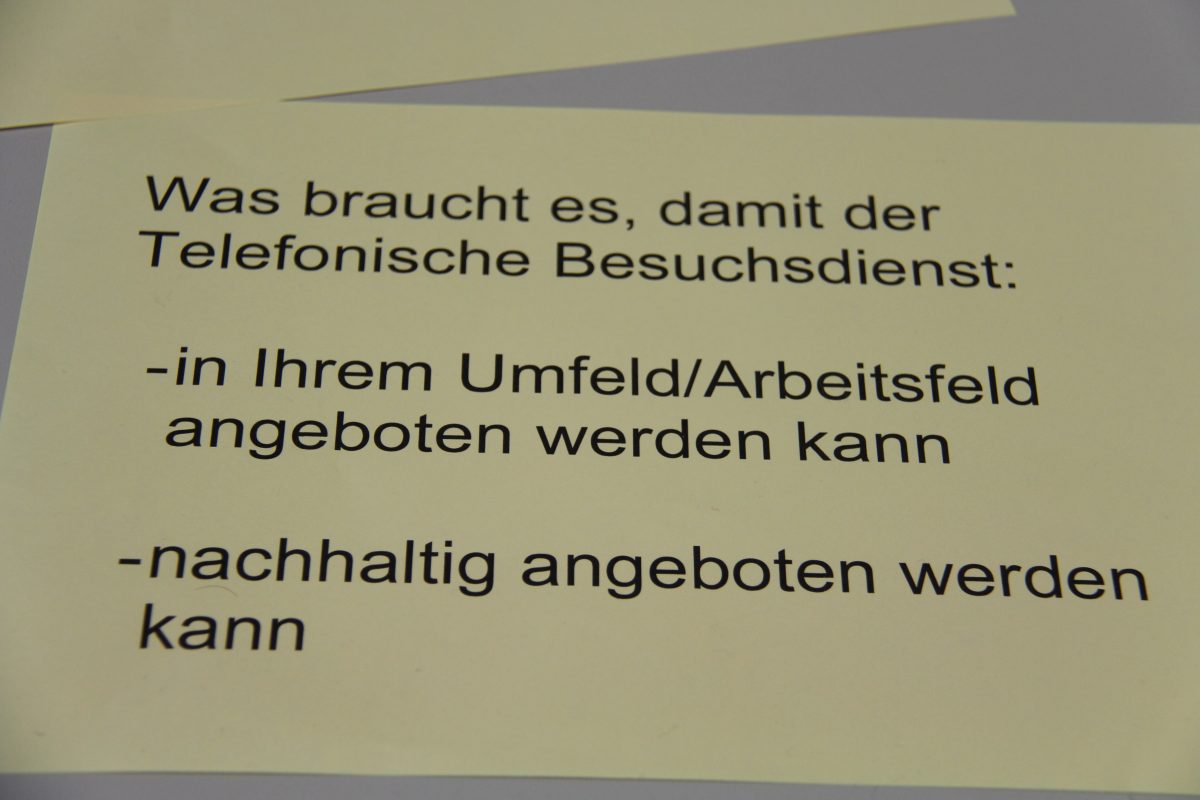 Was braucht es, damit der
Telefonische Besuchsdienst:
-in Ihrem Umfeld/Arbeitsfeld
angeboten werden kann
-nachhaltig angeboten werden
kann